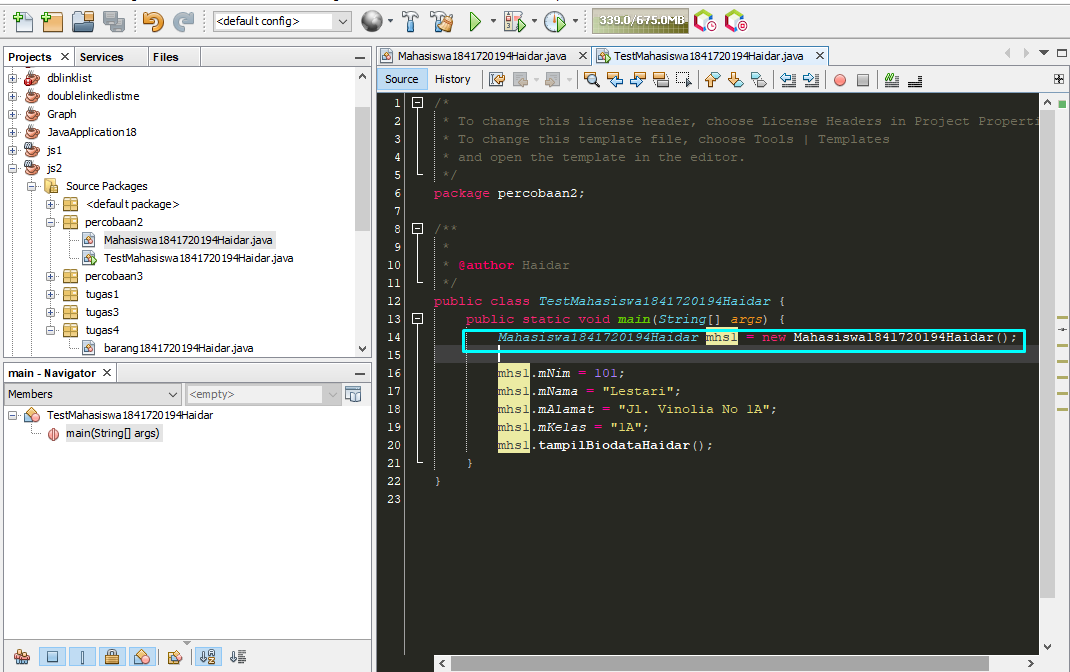 <default config>
339.0/675.0MB
Projects
Services
Files
dblinklist
doublelinkedlistme
Graph
JavaApplication18
js1
js2
Source Packages
<default package>
percobaan2
Mahasiswa1841720194Haidar.java
TestMahasiswa1841720194Haidar.java
percobaan3
tugas1
tugas3
tugas4
barang1841720194Haidar.java
main - Navigator
Members
<empty>
TestMahasiswa1841720194Haidar
main(String[] args)
Mahasiswa1841720194Haidar.java
TestMahasiswa1841720194Haidar.java
Source
History
1 /*
2 * To change this license header, choose License Headers in Project Properti
3 * To change this template file, choose Tools | Templates
4 * and open the template in the editor.
5 */
6 package percobaan2;
7
8 /**
9 *
10 * @author Haidar
11 */
12 public class TestMahasiswa1841720194Haidar {
13 public static void main(String[] args) {
14 Mahasiswa1841720194Haidar mhs1 = new Mahasiswa1841720194Haidar();
15
16 mhs1.mNim = 101;
17 mhs1.mNama = "Lestari";
18 mhs1.mAlamat = "Jl. Vinolia No 1A";
19 mhs1.mKelas = "1A";
20 mhs1.tampilBiodataHaidar();
21 }
22 }
23